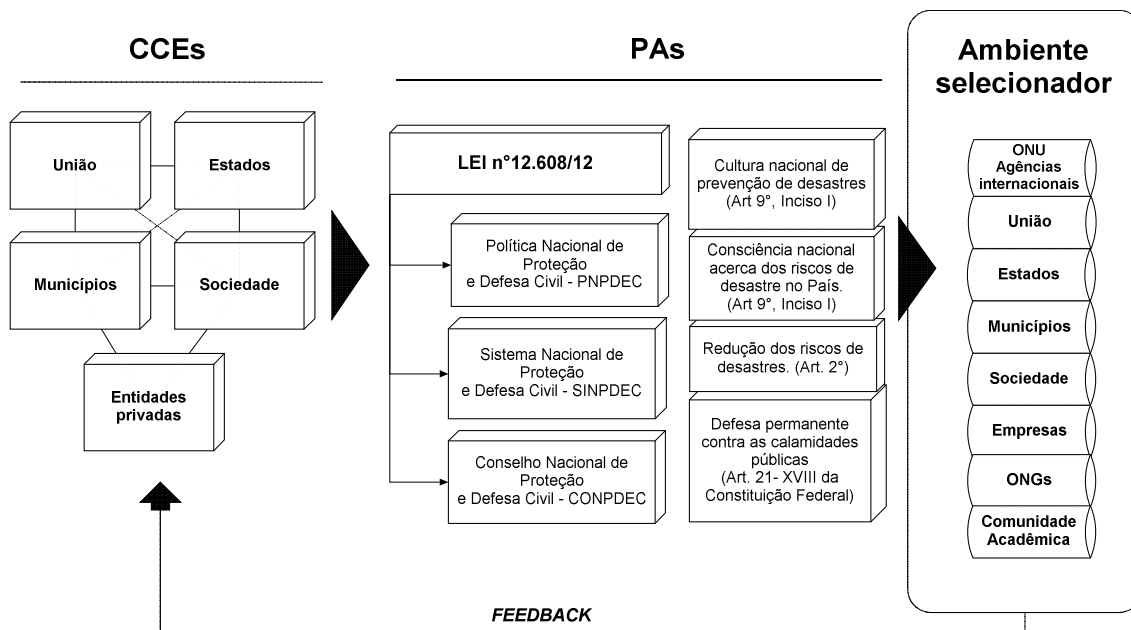 CCEs
União
Estados
Municípios
Sociedade
Entidades
privadas
PAs
LEI n°12.608/12
Política Nacional de
Proteção
e Defesa Civil - PNPDEC
Sistema Nacional de
Proteção
e Defesa Civil - SINPDEC
Conselho Nacional de
Proteção
e Defesa Civil - CONPDEC
Cultura nacional de
prevenção de desastres
(Art 9°, Inciso I)
Consciência nacional
acerca dos riscos de
desastre no País.
(Art 9°, Inciso I)
Redução dos riscos de
desastres. (Art. 2°)
Defesa permanente
contra as calamidades
públicas
(Art. 21- XVIII da
Constituição Federal)
Ambiente
selecionador
ONU
Agências
internacionais
União
Estados
Municípios
Sociedade
Empresas
ONGs
Comunidade
Acadêmica
FEEDBACK